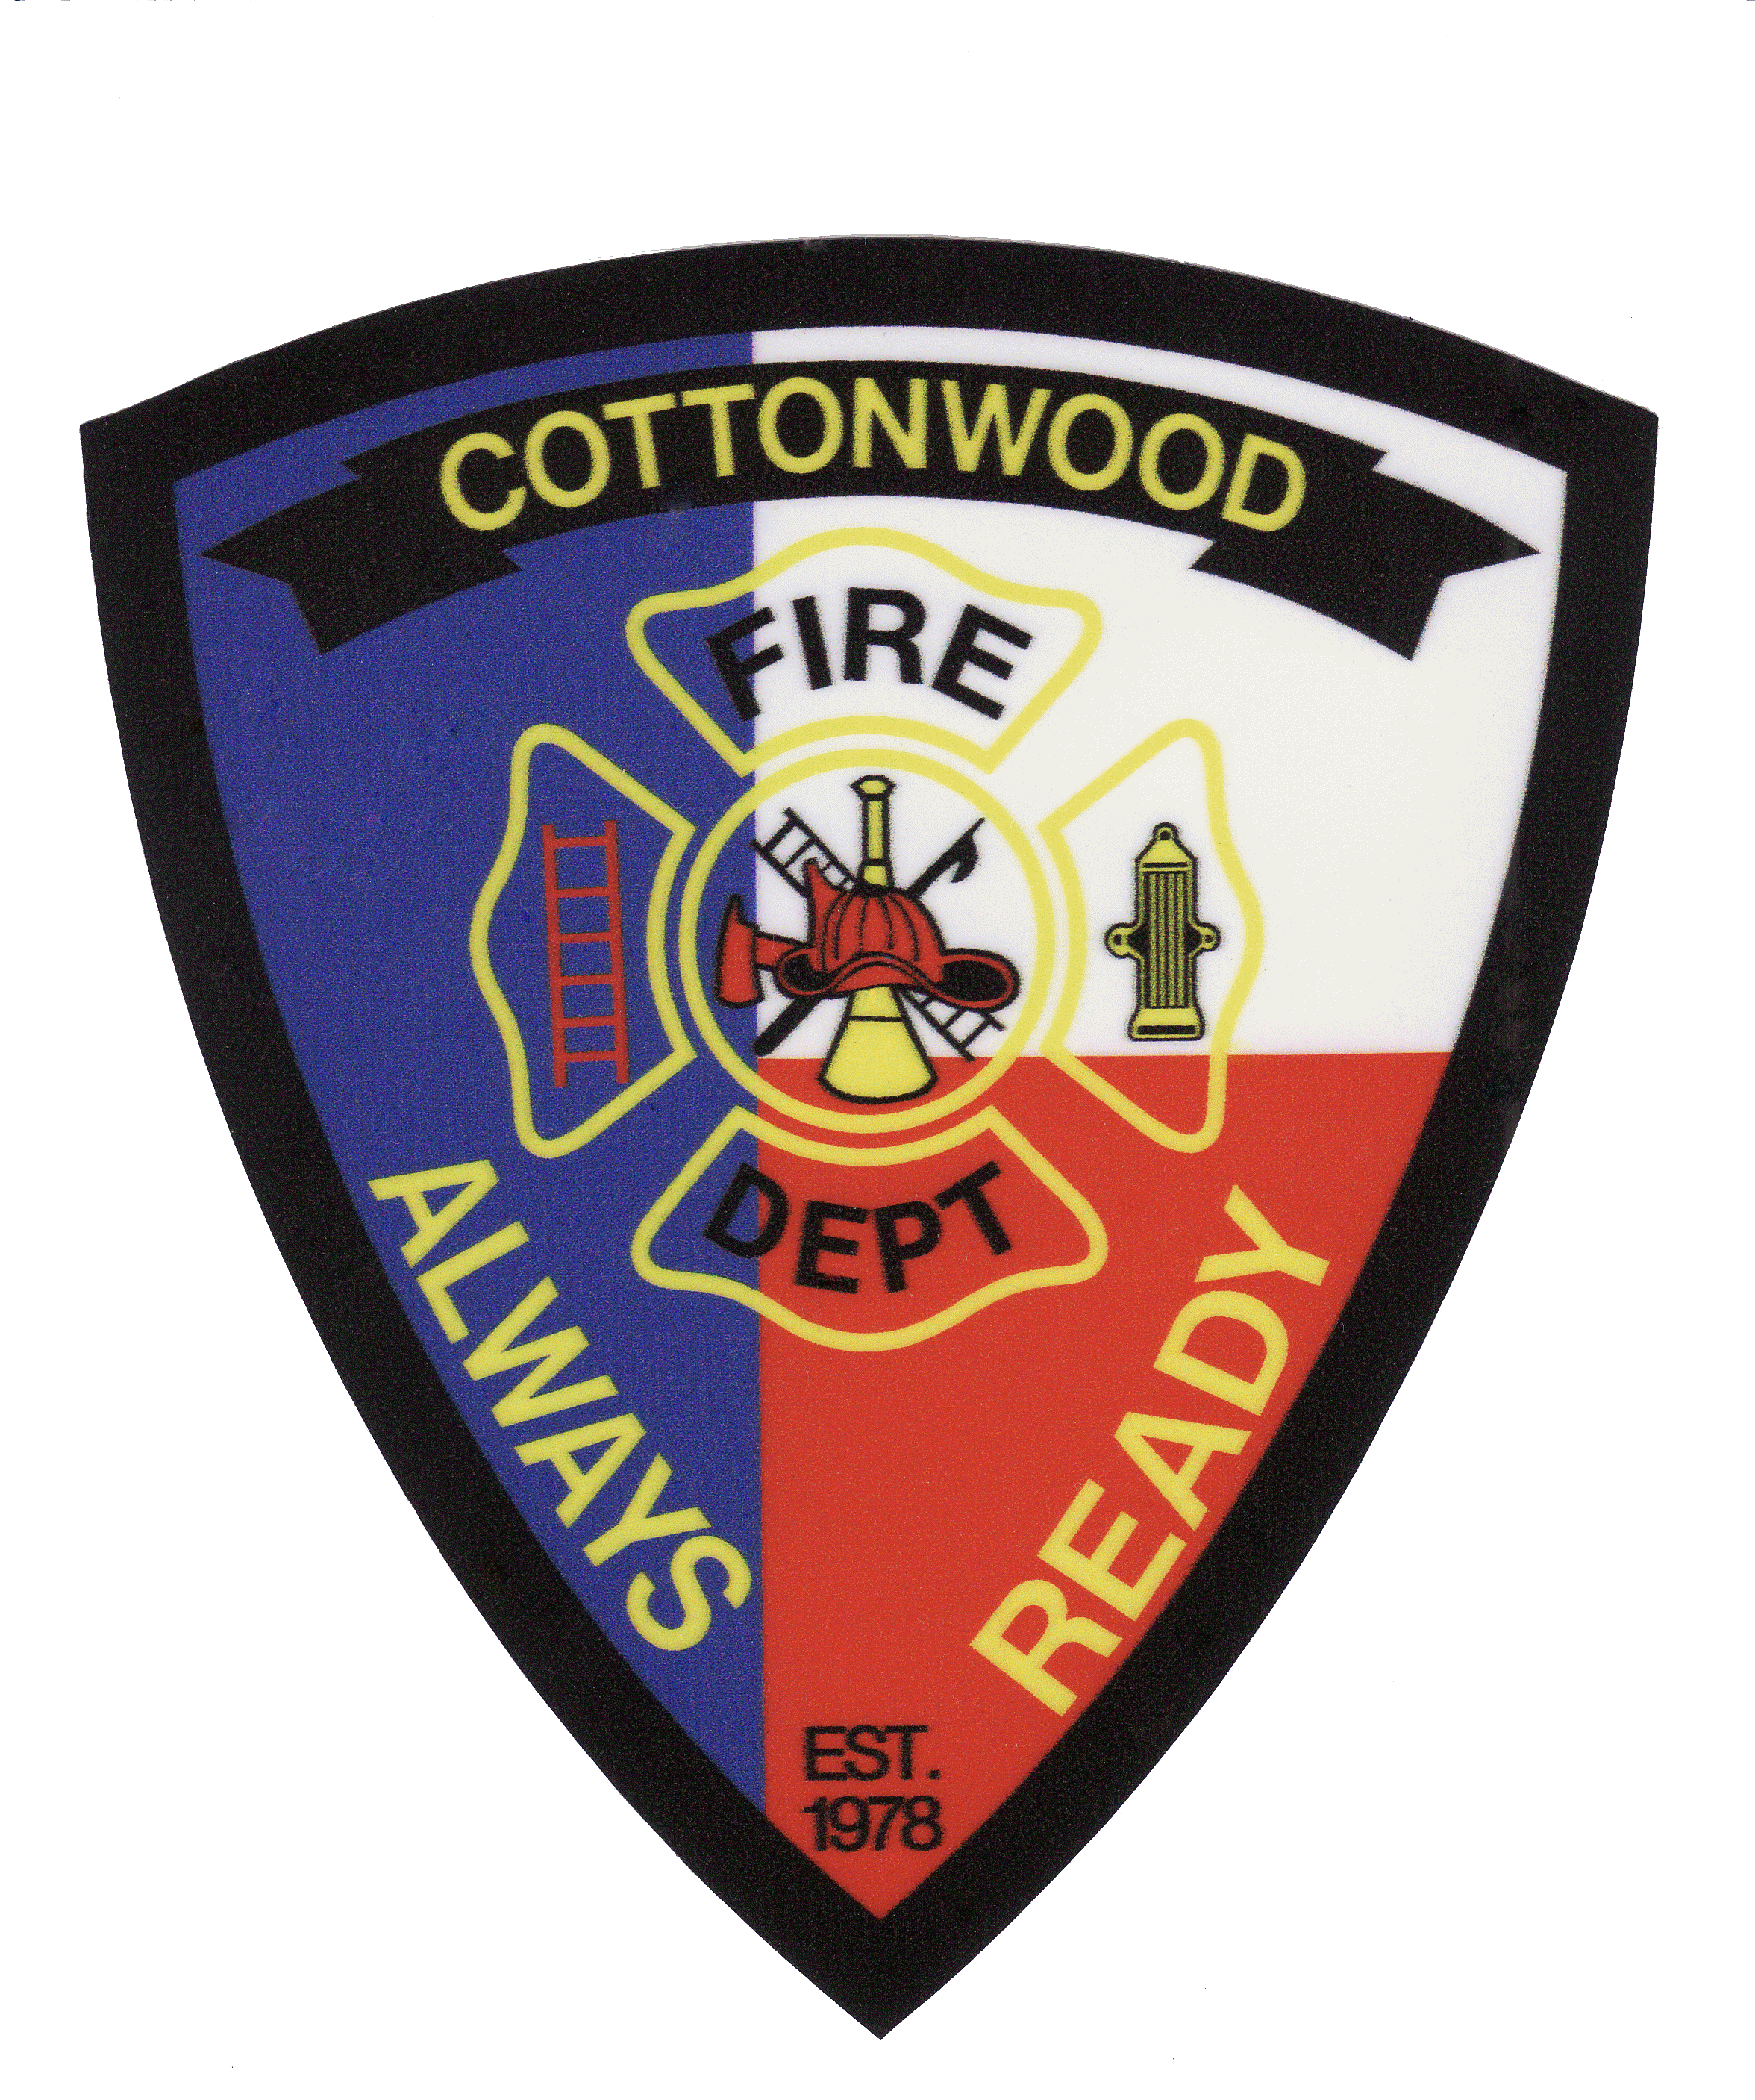 COTTONWOOD
FIRE
DEPT
ALWAYS
READY
EST.
1978